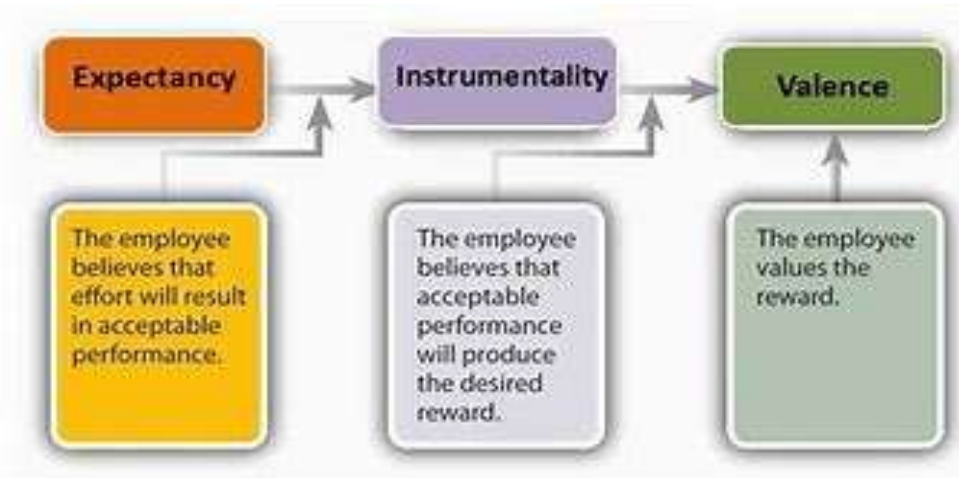 Expectancy
Instrumentality
Valence
The employee
believes that
effort will result
in acceptable
performance.
The employee
believes that
acceptable
performance
will produce
the desired
reward.
The employee
values the
reward.